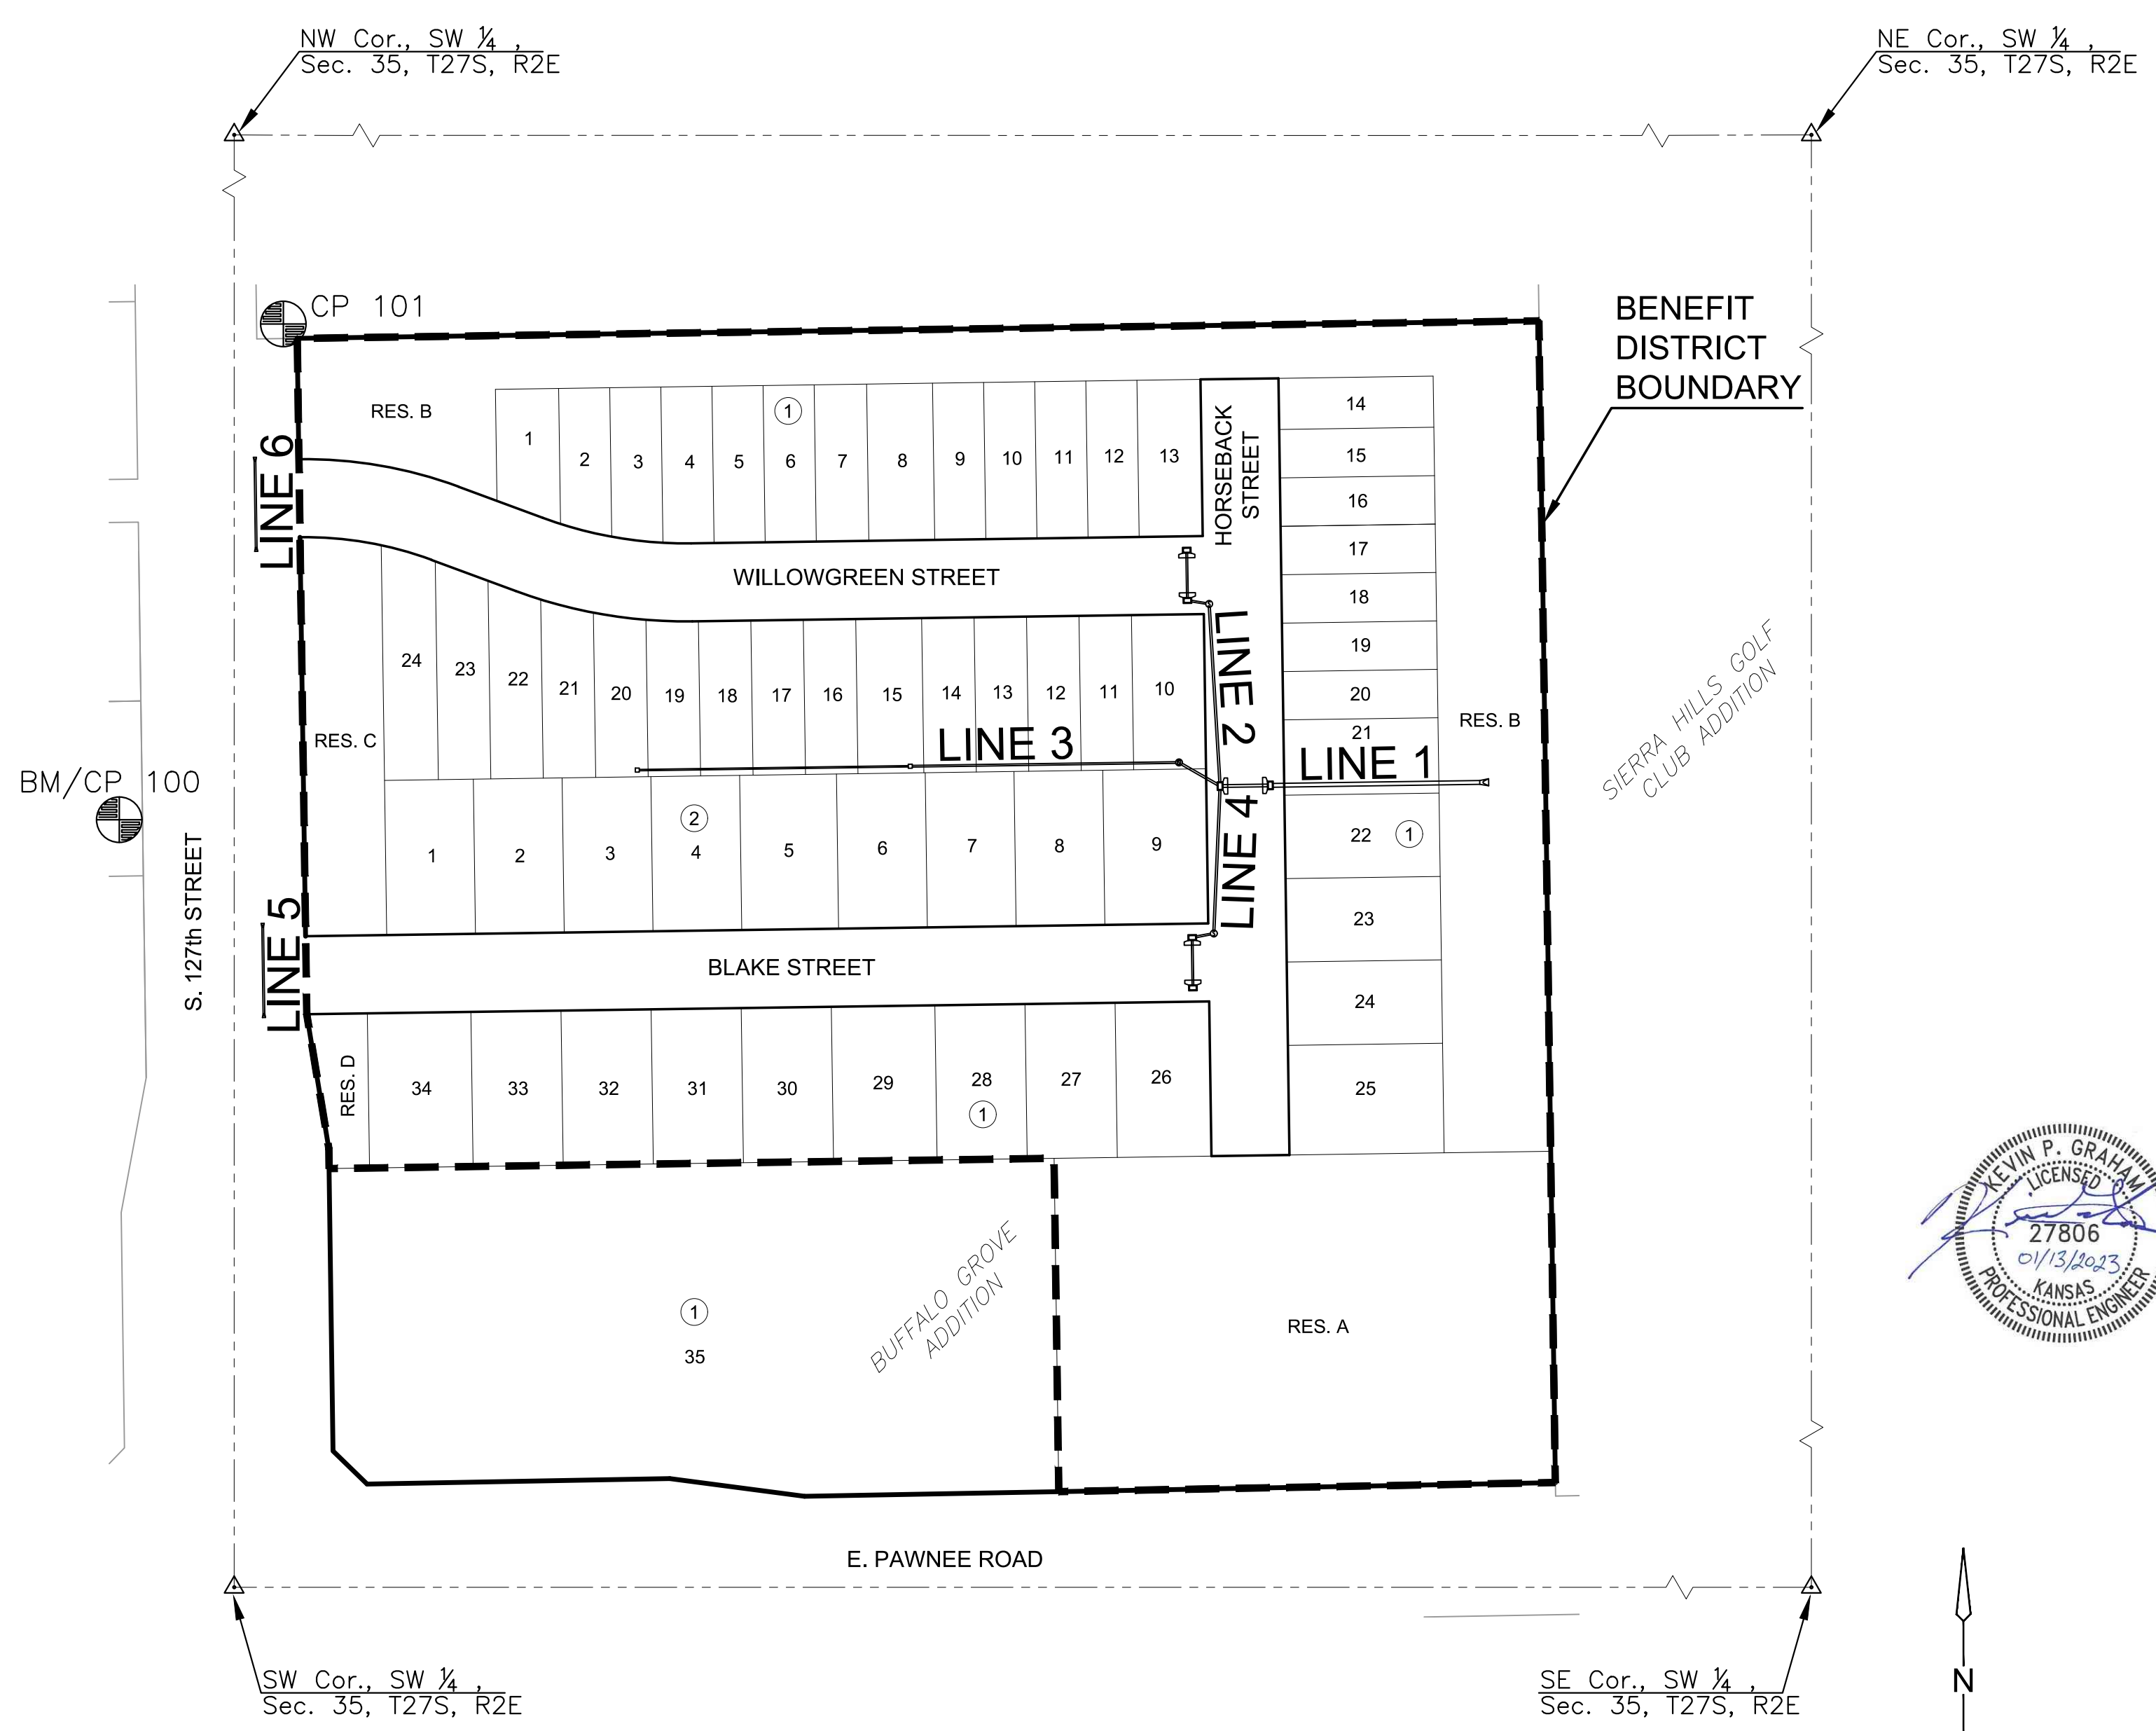 NW Cor., SW ¼ ,
Sec. 35, T27S, R2E
NE Cor., SW ¼ ,
Sec. 35, T27S, R2E
CP 101
BENEFIT
DISTRICT
BOUNDARY
RES. B
1
2
3
4
5
1
6
7
8
9
10
11
12
13
HORSEBACK
STREET
14
15
16
17
18
19
20
21
RES. B
LINE 6
WILLOWGREEN STREET
LINE 2
SIERRA HILLS GOLF
CLUB ADDITION
24
23
22
21
20
19
18
17
16
15
14
13
12
11
10
RES. C
LINE 3
LINE 1
BM/CP 100
S. 127th STREET
1
2
3
2
4
5
6
7
8
9
LINE 4
22
1
23
24
25
LINE 5
BLAKE STREET
RES. D
34
33
32
31
30
29
28
1
27
26
KEVIN P. GRAHAM
LICENSED
27806
01/13/2023
KANSAS
PROFESSIONAL ENGINEER
1
35
BUFFALO GROVE
ADDITION
RES. A
E. PAWNEE ROAD
SW Cor., SW ¼ ,
Sec. 35, T27S, R2E
SE Cor., SW ¼ ,
Sec. 35, T27S, R2E
N